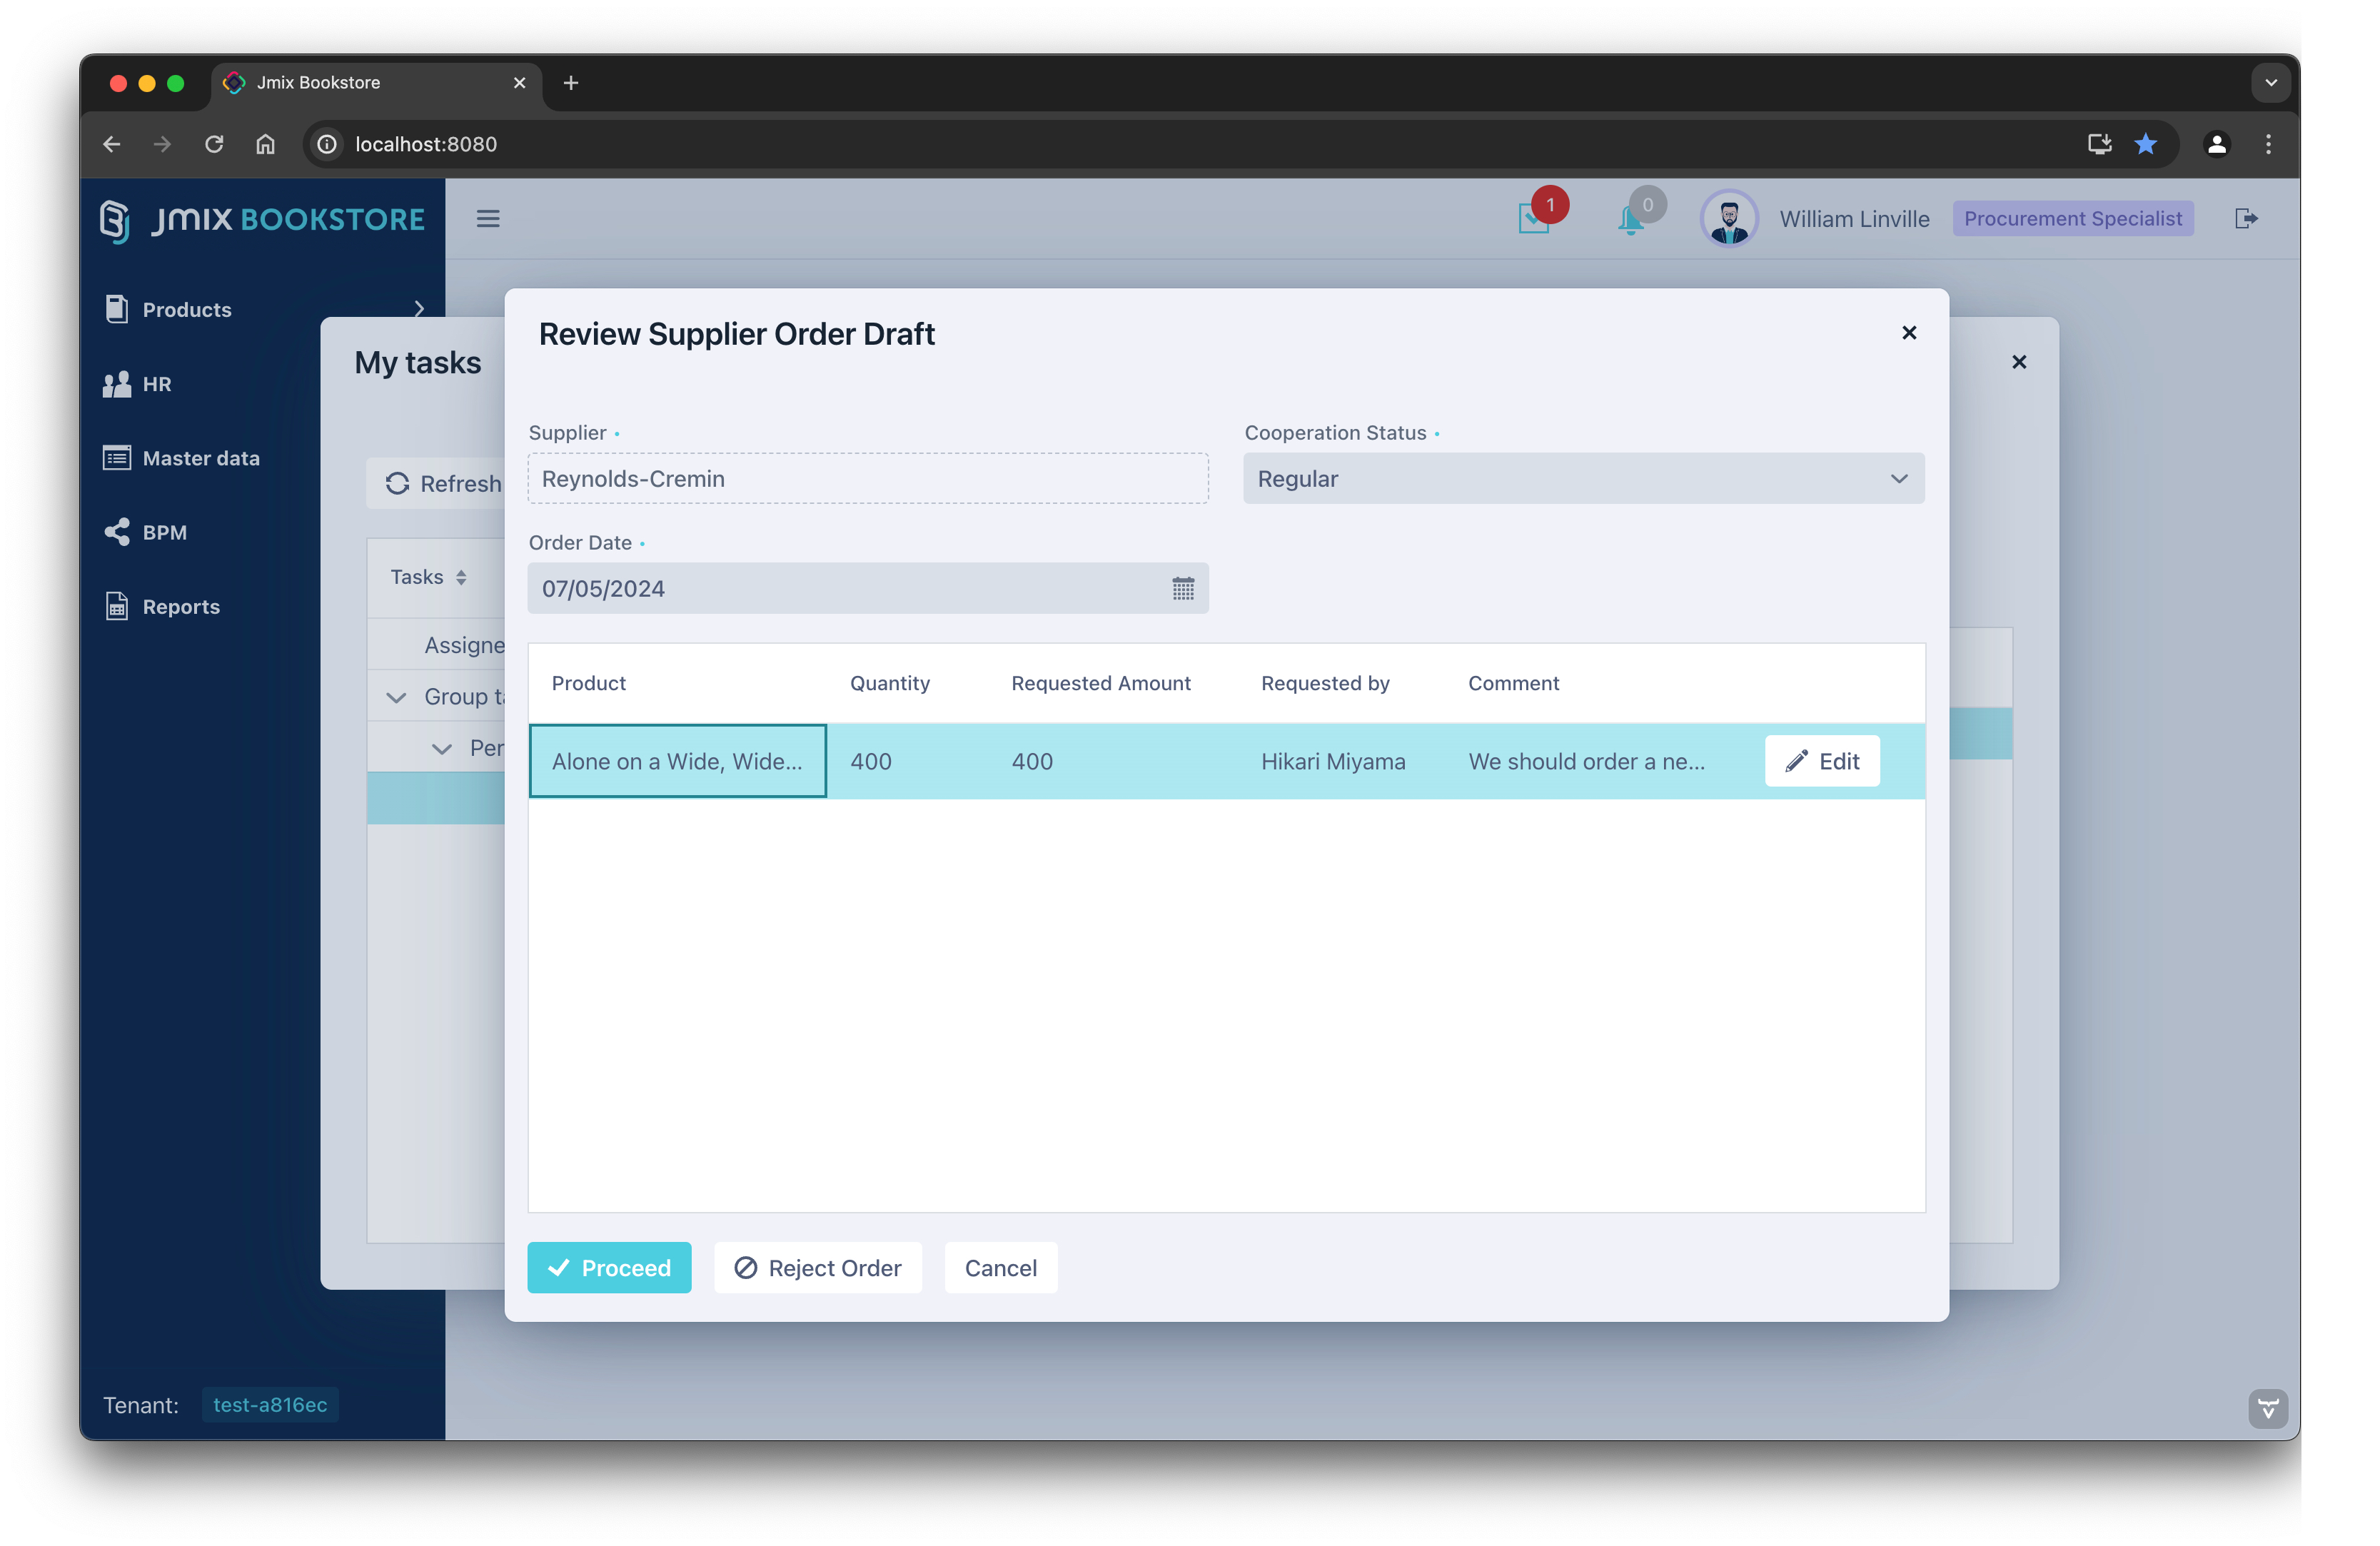 Jmix Bookstore
localhost:8080
JMIX BOOKSTORE
1
0
William Linville
Procurement Specialist
Products
HR
Master data
BPM
Reports
My tasks
Refresh
Tasks
Assigne
Group ta
Per
Review Supplier Order Draft
Supplier
Cooperation Status
Reynolds-Cremin
Regular
Order Date
07/05/2024
Product Quantity Requested Amount Requested by Comment
Alone on a Wide, Wide... 400 400 Hikari Miyama We should order a ne... Edit
Proceed
Reject Order
Cancel
Tenant: test-a816ec